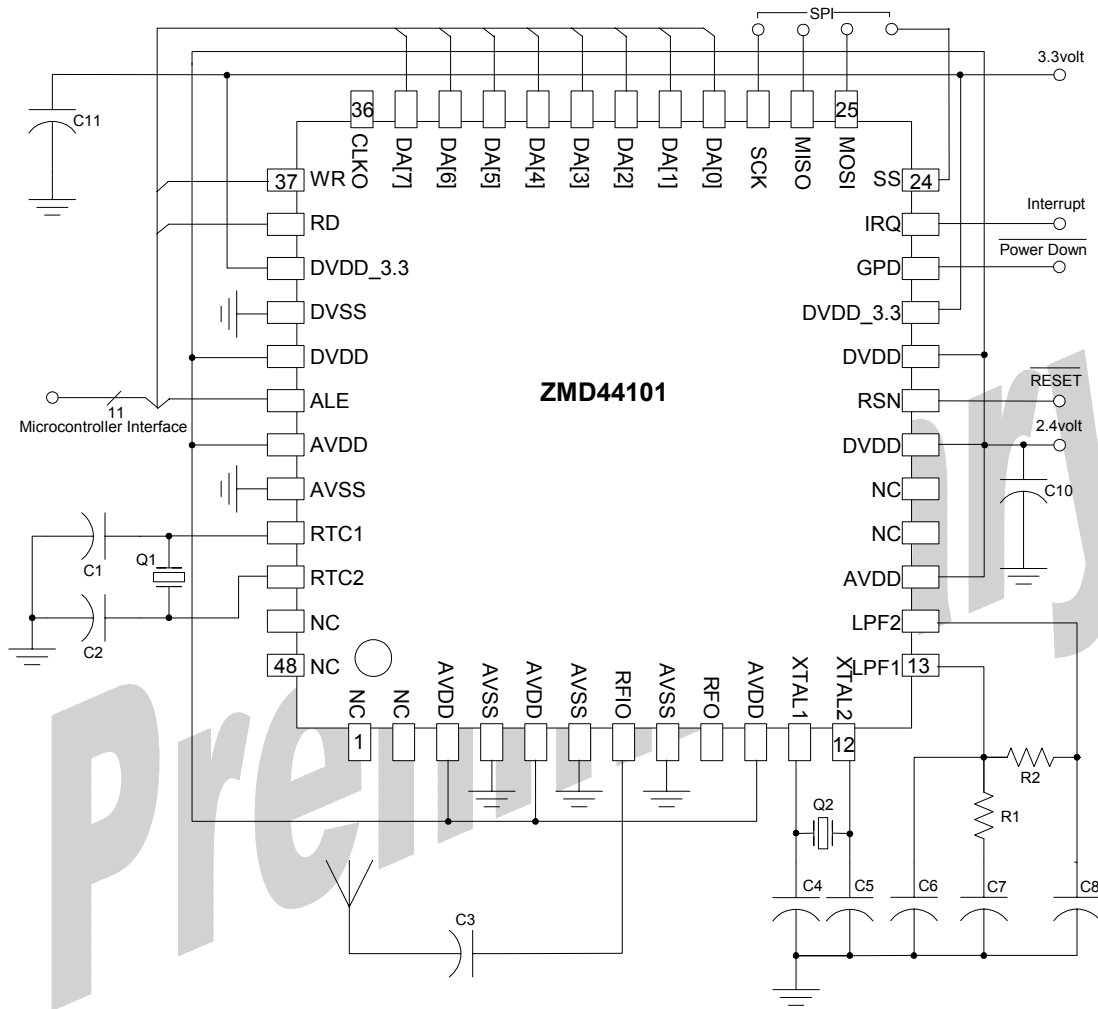 SPI
3.3volt
C11
36
25
CLKO
DA[7]
DA[6]
DA[5]
DA[4]
DA[3]
DA[2]
DA[1]
DA[0]
SCK
MISO
MOSI
37
WR
SS
24
RD
IRQ
Interrupt
DVDD_3.3
GPD
Power Down
DVSS
DVDD_3.3
DVDD
DVDD
ZMD44101
ALE
RSN
RESET
11
Microcontroller Interface
AVDD
DVDD
2.4volt
AVSS
NC
C10
RTC1
NC
C1
Q1
RTC2
AVDD
C2
NC
LPF2
48
NC
LPF1
13
NC
NC
AVDD
AVSS
AVDD
AVSS
RFIO
AVSS
RFO
AVDD
XTAL1
XTAL2
1
12
Q2
R2
R1
C3
C4
C5
C6
C7
C8